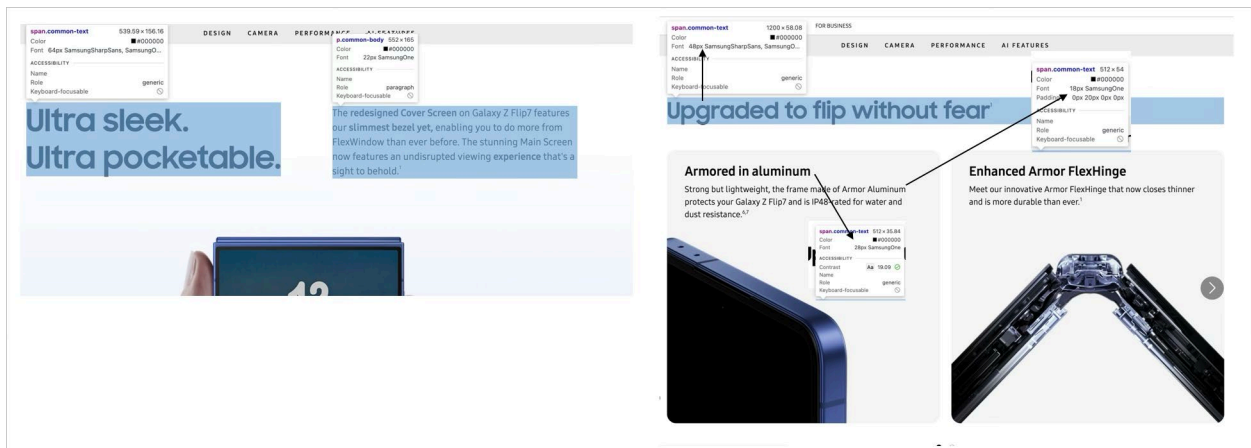 span.common-text 539.59 × 156.16
Color #000000
Font 64px SamsungSharpSans, SamsungO...
ACCESSIBILITY
Name
Role generic
Keyboard-focusable
DESIGN CAMERA PERFORMANCE AI FEATURES
p.common-body 552 × 165
Color #000000
Font 22px SamsungOne
ACCESSIBILITY
Name
Role paragraph
Keyboard-focusable
Ultra sleek.
Ultra pocketable.
The redesigned Cover Screen on Galaxy Z Flip7 features
our slimmest bezel yet, enabling you to do more from
FlexWindow than ever before. The stunning Main Screen
now features an undisrupted viewing experience that's a
sight to behold.¹
span.common-text 1200 × 58.08
Color #000000
Font 48px SamsungSharpSans, SamsungO...
ACCESSIBILITY
Name
Role generic
Keyboard-focusable
FOR BUSINESS
DESIGN CAMERA PERFORMANCE AI FEATURES
span.common-text 512 × 54
Color #000000
Font 18px SamsungOne
Padding 0px 20px 0px 0px
ACCESSIBILITY
Name
Role generic
Keyboard-focusable
Upgraded to flip without fear¹
Armored in aluminum
Strong but lightweight, the frame made of Armor Aluminum
protects your Galaxy Z Flip7 and is IP48-rated for water and
dust resistance.⁶,⁷
span.common-text 512 × 35.84
Color #000000
Font 28px SamsungOne
ACCESSIBILITY
Contrast Aa 19.09
Name
Role generic
Keyboard-focusable
Enhanced Armor FlexHinge
Meet our innovative Armor FlexHinge that now closes thinner
and is more durable than ever.¹